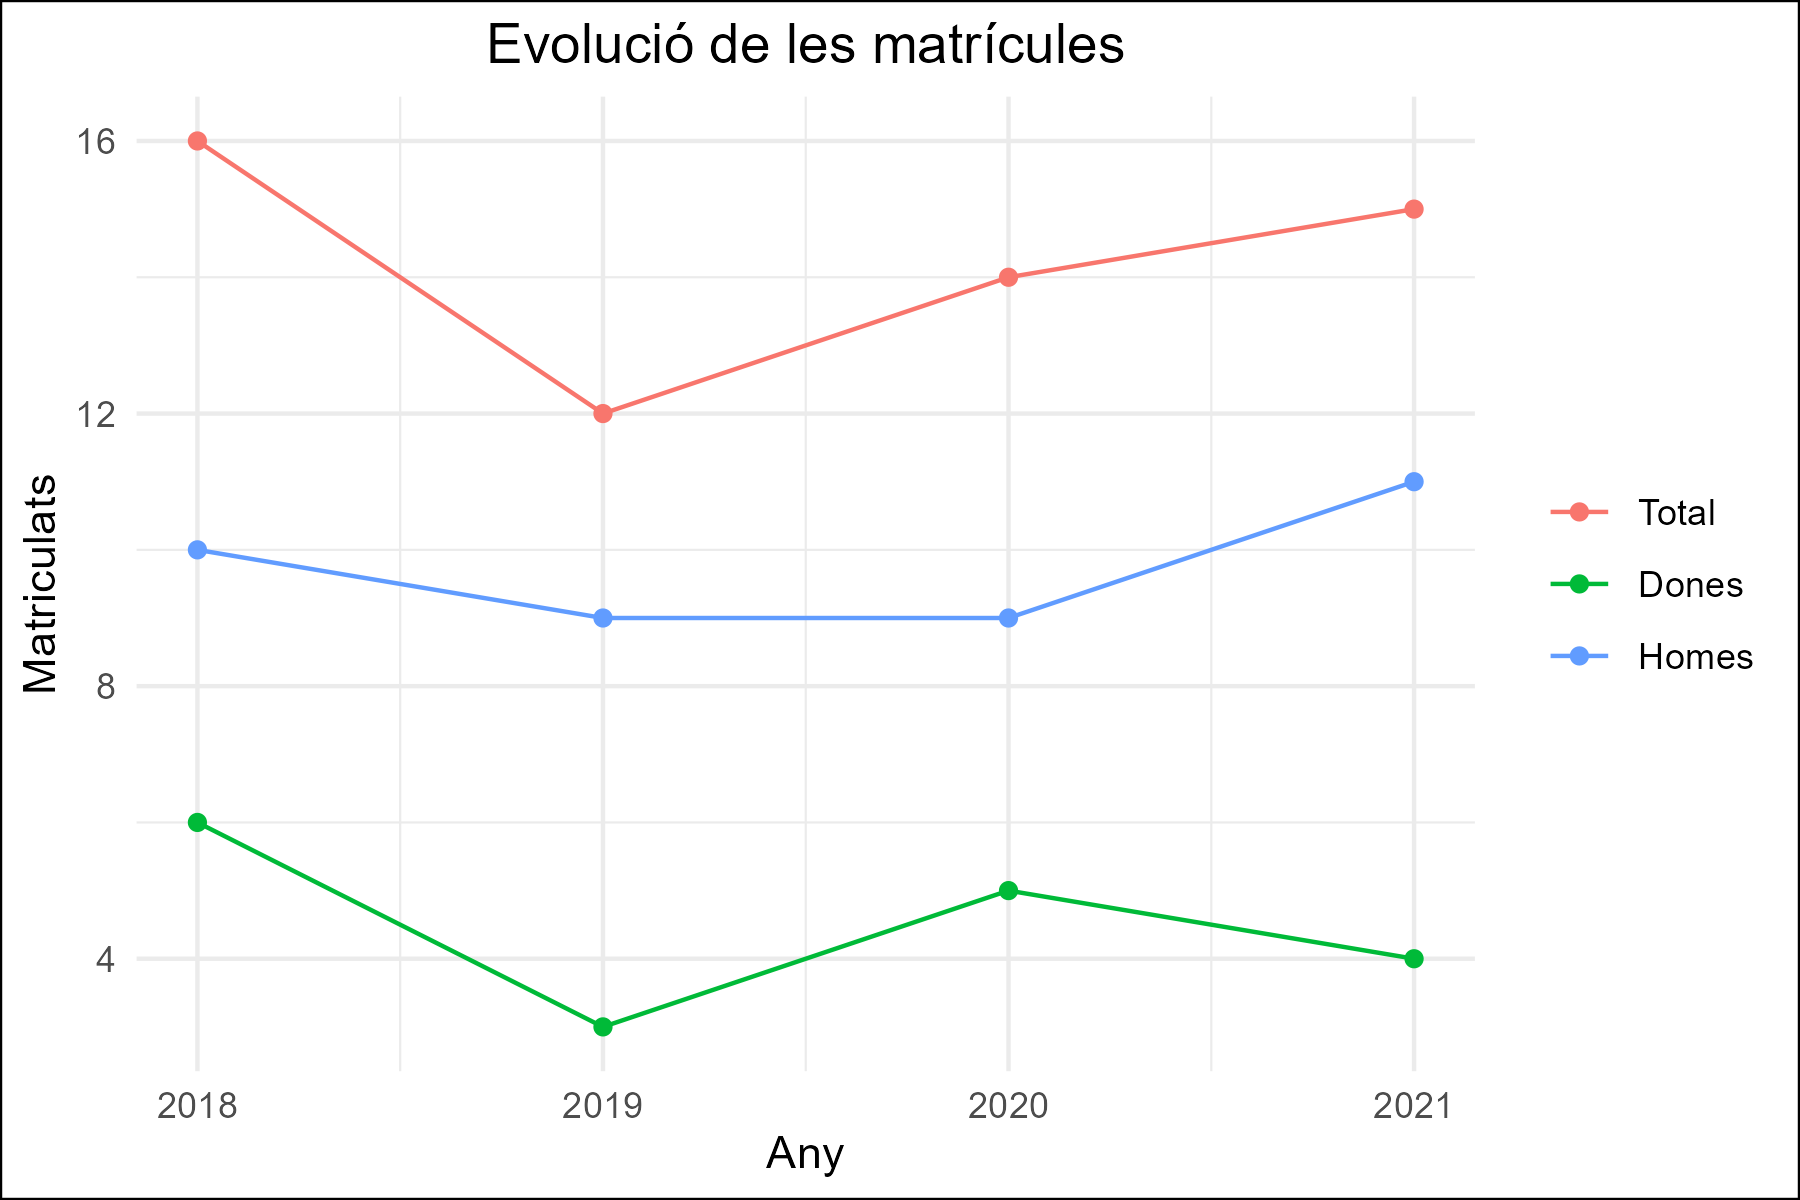 Evolució de les matrícules
Matriculats
16
12
8
4
2018
2019
2020
2021
Any
Total
Dones
Homes